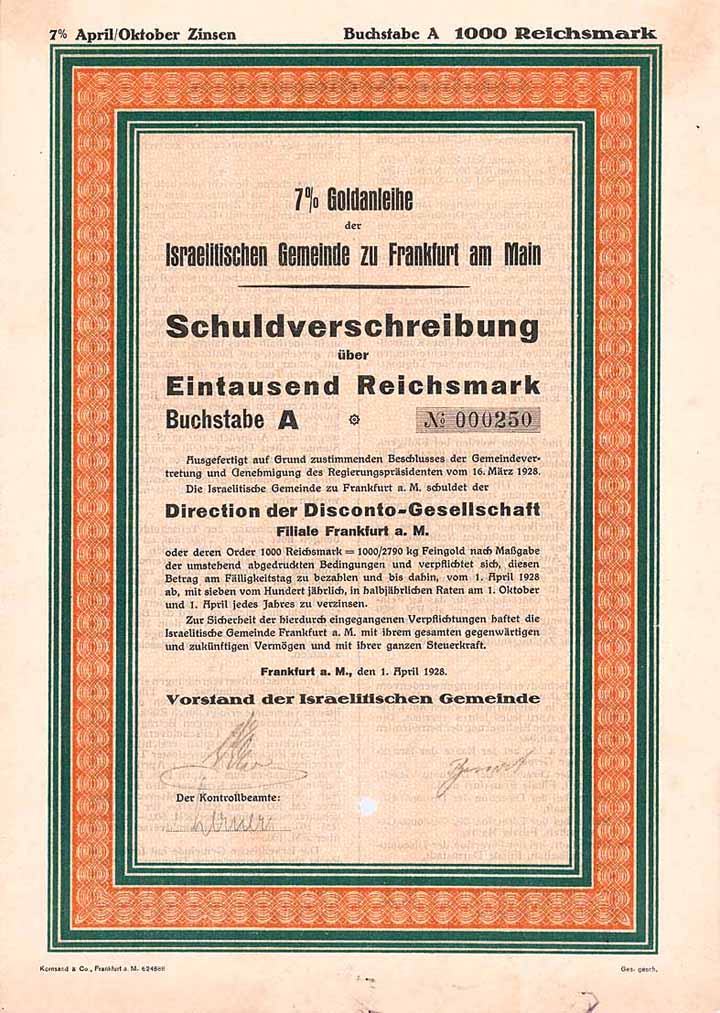 7% April/Oktober Zinsen Buchstabe A 1000 Reichsmark
7% Goldanleihe
der
Israelitischen Gemeinde zu Frankfurt am Main
Schuldverschreibung
über
Eintausend Reichsmark
Buchstabe A № 000250
Ausgefertigt auf Grund zustimmenden Beschlusses der Gemeindever-
tretung und Genehmigung des Regierungspräsidenten vom 16. März 1928.
Die Israelitische Gemeinde zu Frankfurt a. M. schuldet der
Direction der Disconto-Gesellschaft
Filiale Frankfurt a. M.
oder deren Order 1000 Reichsmark = 1000/2790 kg Feingold nach Maßgabe
der umstehend abgedruckten Bedingungen und verpflichtet sich, diesen
Betrag am Fälligkeitstag zu bezahlen und bis dahin, vom 1. April 1928
ab, mit sieben vom Hundert jährlich, in halbjährlichen Raten am 1. Oktober
und 1. April jedes Jahres zu verzinsen.
Zur Sicherheit der hierdurch eingegangenen Verpflichtungen haftet die
Israelitische Gemeinde Frankfurt a. M. mit ihrem gesamten gegenwärtigen
und zukünftigen Vermögen und mit ihrer ganzen Steuerkraft.
Frankfurt a. M., den 1. April 1928.
Vorstand der Israelitischen Gemeinde
Der Kontrollbeamte:
Kornsand & Co., Frankfurt a. M. Ges. gesch.